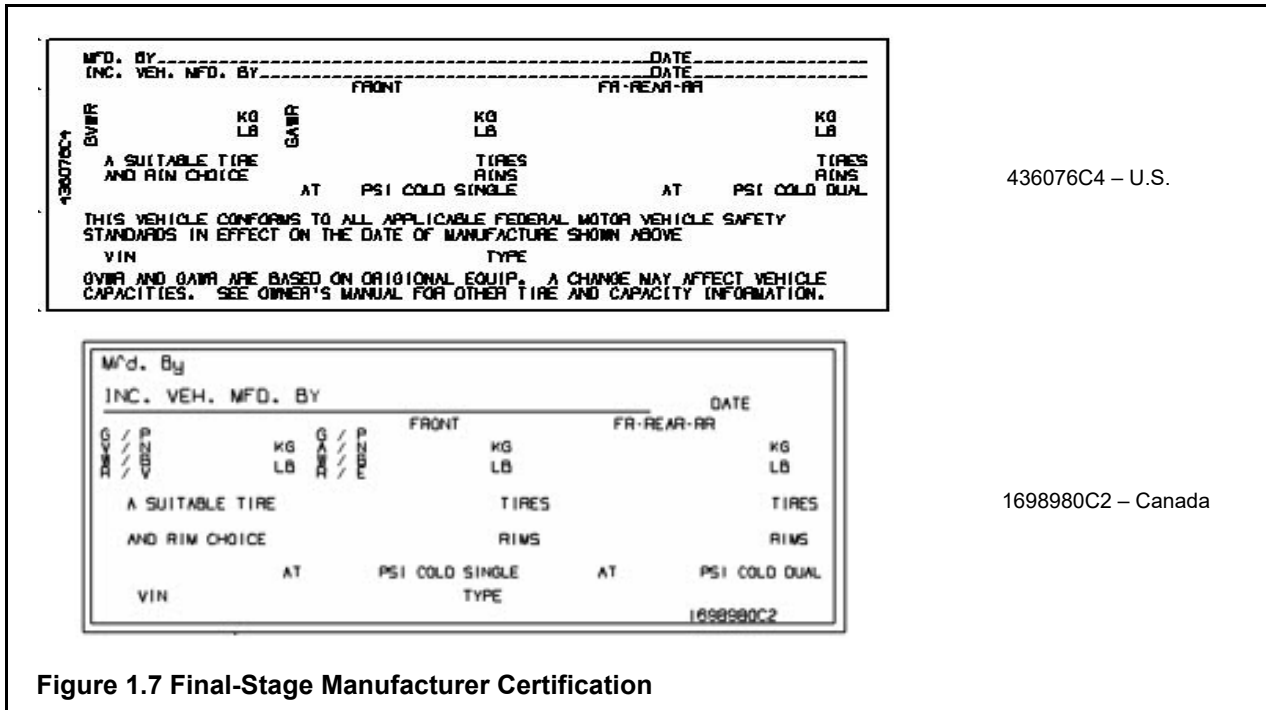 MFD. BY____________________DATE____________
INC. VEH. MFD. BY____________________DATE____________
FRONT FR-REAR-RR
GVWR KG GAWR KG KG
LB LB LB
436076C4
A SUITABLE TIRE TIRES TIRES
AND RIM CHOICE RIMS RIMS
AT PSI COLD SINGLE AT PSI COLD DUAL
THIS VEHICLE CONFORMS TO ALL APPLICABLE FEDERAL MOTOR VEHICLE SAFETY
STANDARDS IN EFFECT ON THE DATE OF MANUFACTURE SHOWN ABOVE
VIN TYPE
GVWR AND GAWR ARE BASED ON ORIGIONAL EQUIP. A CHANGE MAY AFFECT VEHICLE
CAPACITIES. SEE OWNER'S MANUAL FOR OTHER TIRE AND CAPACITY INFORMATION.
436076C4 – U.S.
Mfd. By
INC. VEH. MFD. BY DATE
FRONT FR-REAR-RR
G / P G / P
V / N KG A / N KG KG
W / B LB W / B LB LB
R / V R / E
A SUITABLE TIRE TIRES TIRES
AND RIM CHOICE RIMS RIMS
AT PSI COLD SINGLE AT PSI COLD DUAL
VIN TYPE
1698980C2
1698980C2 – Canada
Figure 1.7 Final-Stage Manufacturer Certification